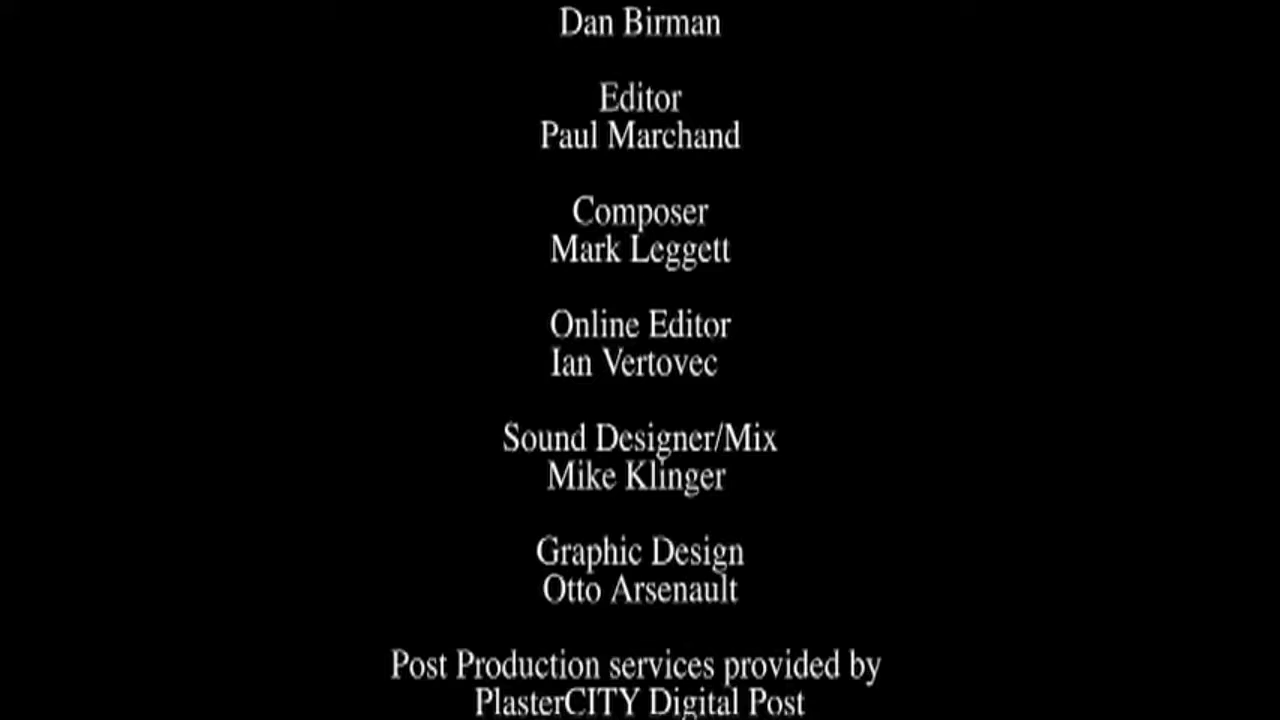 Dan Birman
Editor
Paul Marchand
Composer
Mark Leggett
Online Editor
Ian Vertovec
Sound Designer/Mix
Mike Klinger
Graphic Design
Otto Arsenault
Post Production services provided by
PlasterCITY Digital Post